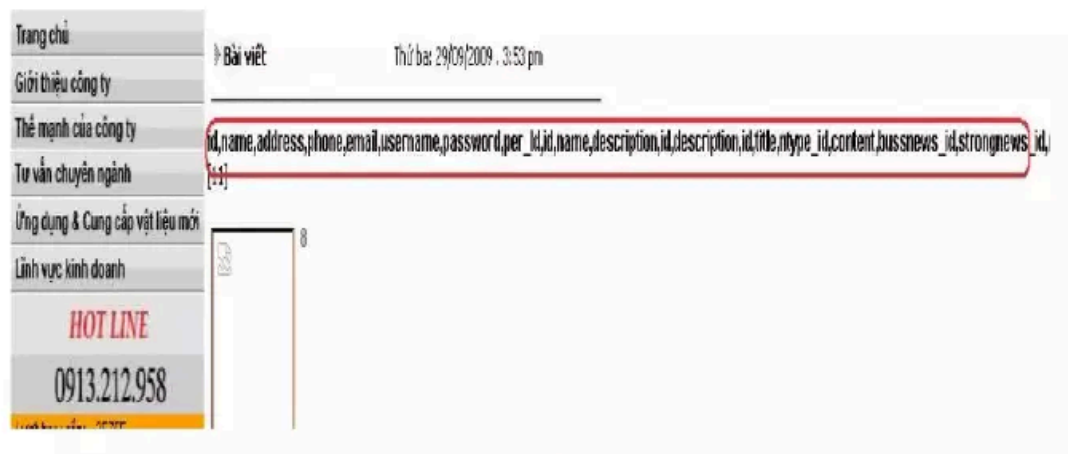 Trang chủ
Giới thiệu công ty
Thế mạnh của công ty
Tư vấn chuyên ngành
Ứng dụng & Cung cấp vật liệu mới
Lĩnh vực kinh doanh
HOT LINE
0913.212.958
Bài viết
Thứ ba: 29/09/2009 . 3:53 pm
id,name,address,phone,email,username,password,per_id,id,name,description,id,description,id,title,ntype_id,content,bussnews_id,strongnews_id,
[11]
8